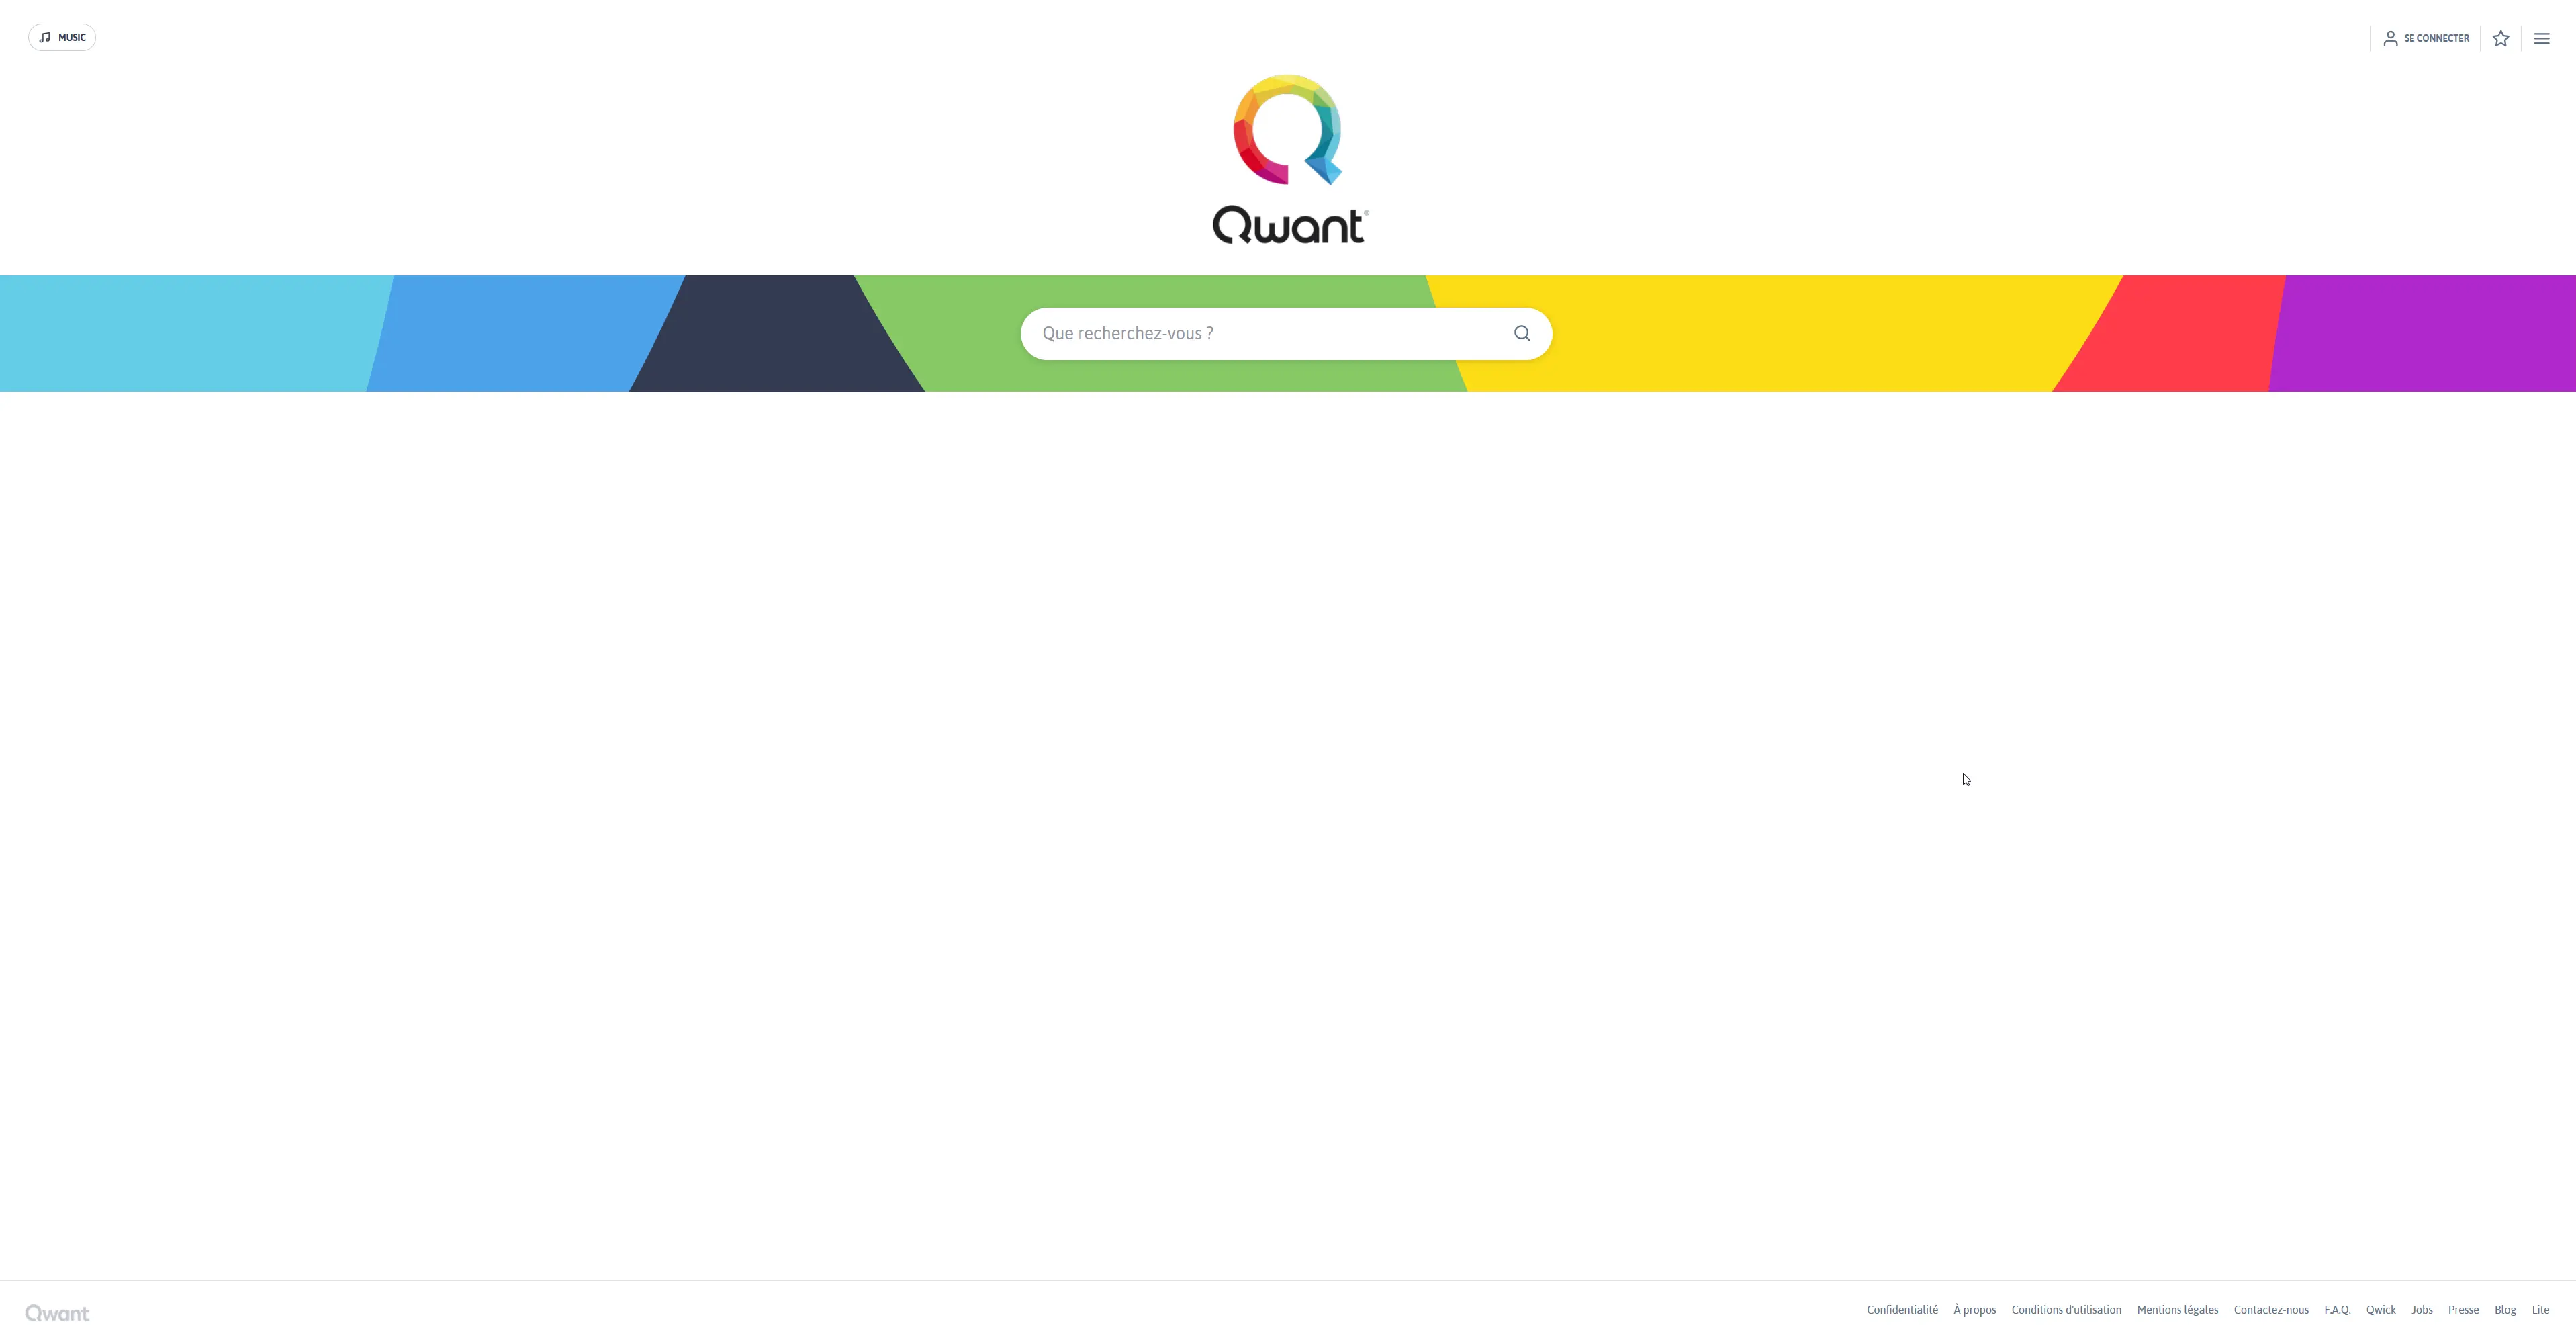 MUSIC
SE CONNECTER
Qwant
Que recherchez-vous ?
Qwant
Confidentialité À propos Conditions d'utilisation Mentions légales Contactez-nous F.A.Q. Qwick Jobs Presse Blog Lite